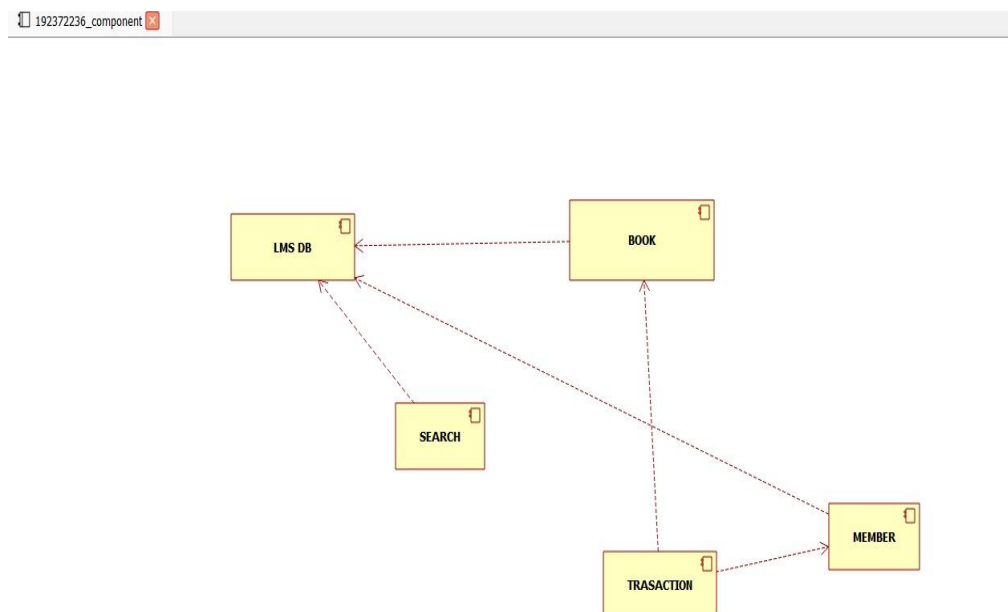 192372236_component
LMS DB
BOOK
SEARCH
MEMBER
TRASACTION